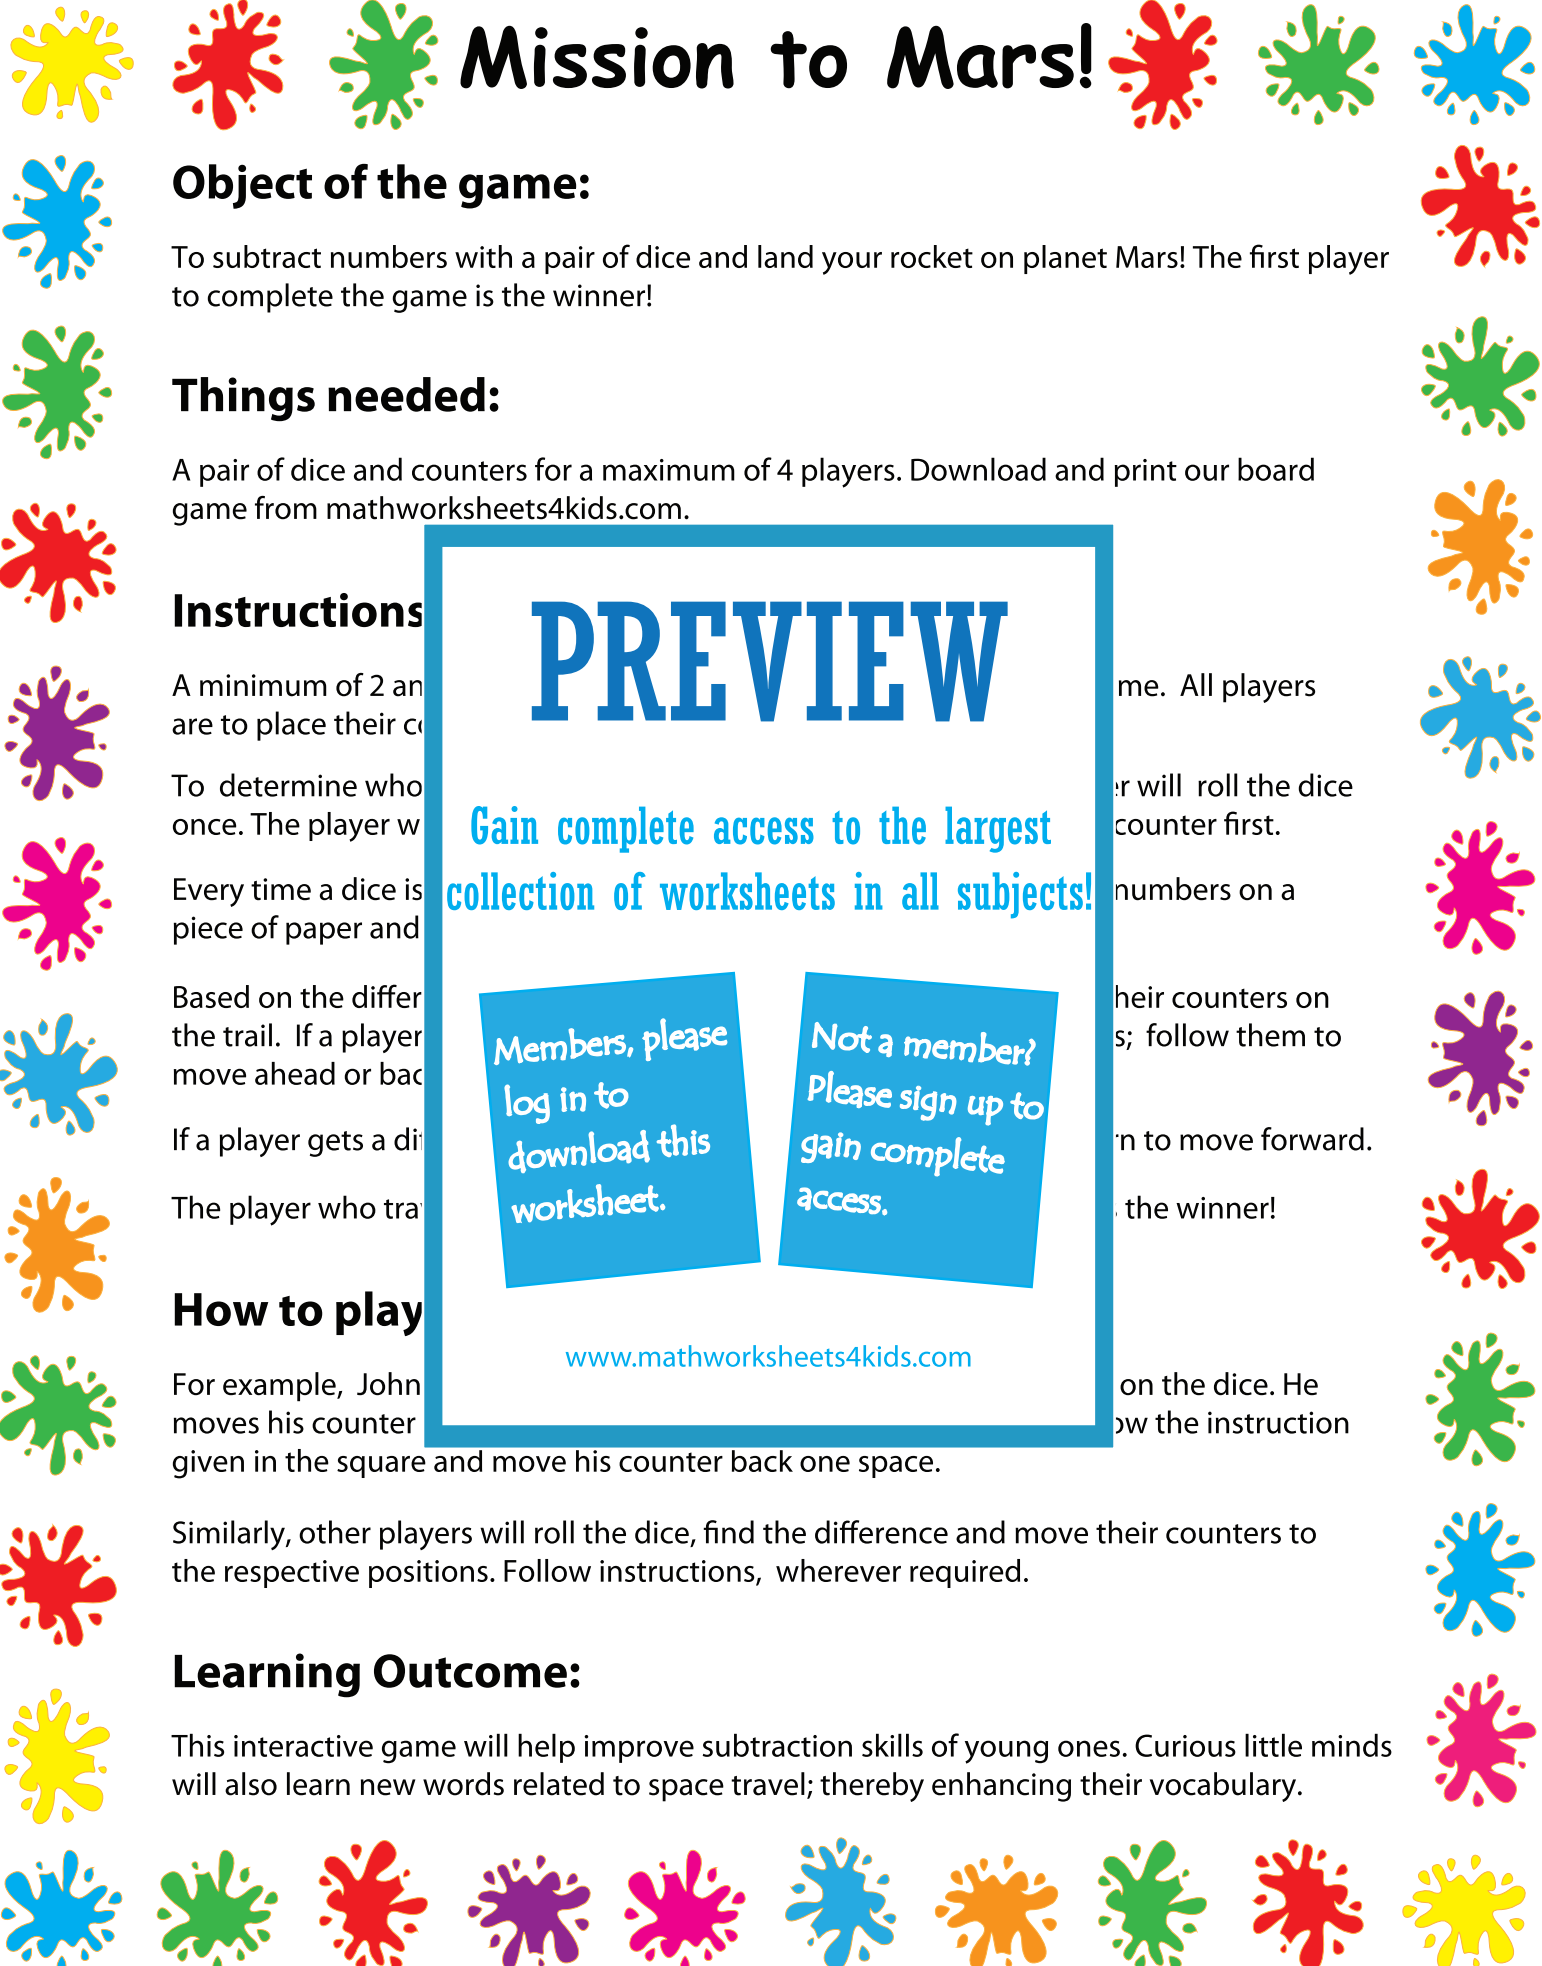 Mission to Mars!
Object of the game:
To subtract numbers with a pair of dice and land your rocket on planet Mars! The first player
to complete the game is the winner!
Things needed:
A pair of dice and counters for a maximum of 4 players. Download and print our board
game from mathworksheets4kids.com.
Instructions
A minimum of 2 me. All players
are to place their
To determine who will roll the dice
once. The player counter first.
Every time a dice is numbers on a
piece of paper and
Based on the their counters on
the trail. If a player follow them to
move ahead or
If a player gets a to move forward.
The player who the winner!
How to play
For example, John on the dice. He
moves his counter the instruction
given in the square and move his counter back one space.
Similarly, other players will roll the dice, find the difference and move their counters to
the respective positions. Follow instructions, wherever required.
Learning Outcome:
This interactive game will help improve subtraction skills of young ones. Curious little minds
will also learn new words related to space travel; thereby enhancing their vocabulary.
PREVIEW
Gain complete access to the largest
collection of worksheets in all subjects!
Members, please
log in to
download this
worksheet.
Not a member?
Please sign up to
gain complete
access.
www.mathworksheets4kids.com